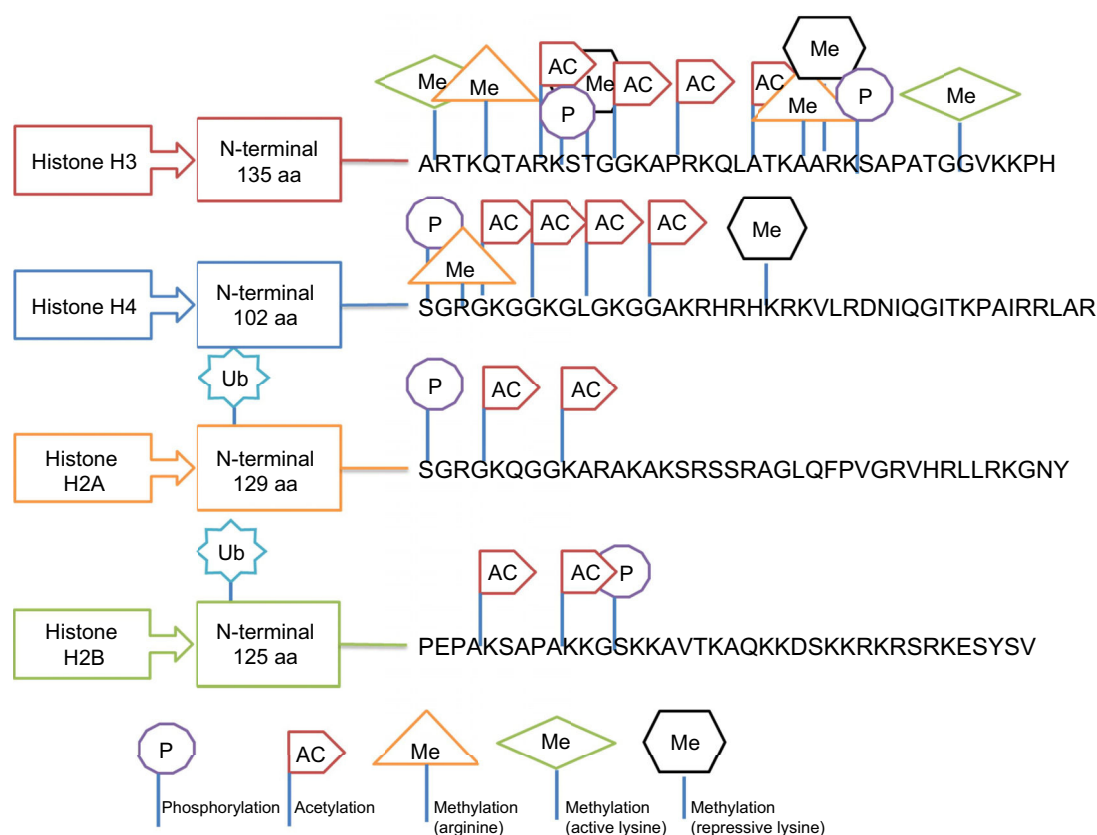 Me
Me
AC
Me
P
AC
AC
AC
Me
Me
P
Me
Histone H3
N-terminal
135 aa
ARTKQTARKSTGGKAPRKQLATKAARKSAPATGGVKKPH
P
Me
AC
AC
AC
AC
Me
Histone H4
N-terminal
102 aa
SGRGKGGKGLGKGGAKRHRHKRKVLRDNIQGITKPAIRRLAR
Ub
P
AC
AC
Histone
H2A
N-terminal
129 aa
SGRGKQGGKARAKAKSRSSRAGLQFPVGRVHRLLRKGNY
Ub
AC
AC
P
Histone
H2B
N-terminal
125 aa
PEPAKSAPAKKGSKKAVTKAQKKDSKKRKRSRKESYSV
P
AC
Me
Me
Me
Phosphorylation
Acetylation
Methylation
(arginine)
Methylation
(active lysine)
Methylation
(repressive lysine)